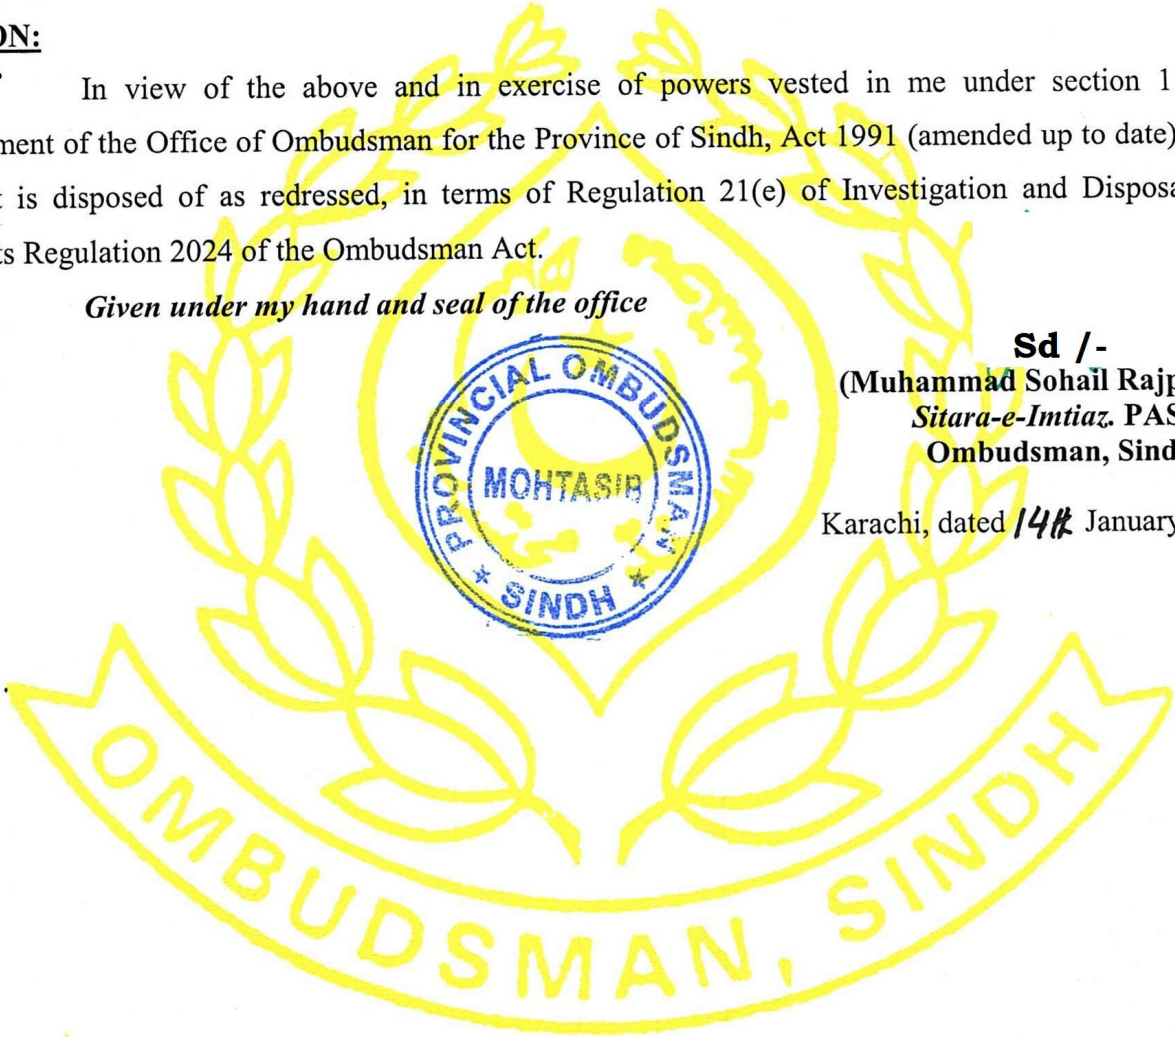 ON:
In view of the above and in exercise of powers vested in me under section 1
ment of the Office of Ombudsman for the Province of Sindh, Act 1991 (amended up to date)
t is disposed of as redressed, in terms of Regulation 21(e) of Investigation and Disposa
ts Regulation 2024 of the Ombudsman Act.
Given under my hand and seal of the office
Sd /-
(Muhammad Sohail Rajp
Sitara-e-Imtiaz. PAS
Ombudsman, Sind
Karachi, dated 14th January
PROVINCIAL OMBUDSMAN
MOHTASIB
★ SINDH ★
OMBUDSMAN, SINDH